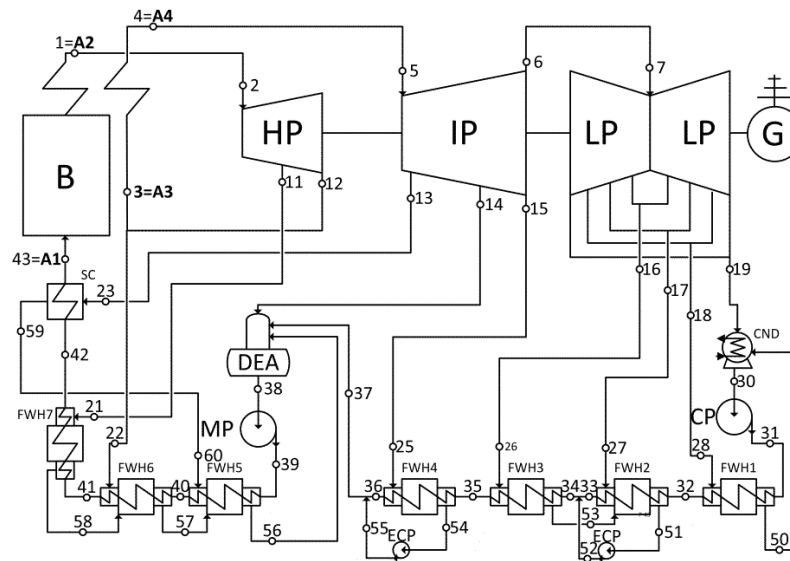 4=A4
1=A2
2
5
6
7
HP
IP
LP
LP
G
B
11
12
3=A3
13
14
15
43=A1
SC
23
16
17
19
59
18
42
CND
DEA
38
37
30
FWH7
21
22
MP
CP
60
39
25
26
27
28
31
FWH6
FWH5
FWH4
FWH3
FWH2
FWH1
41
40
36
35
34
33
32
58
57
56
55
54
53
51
50
ECP
52
ECP